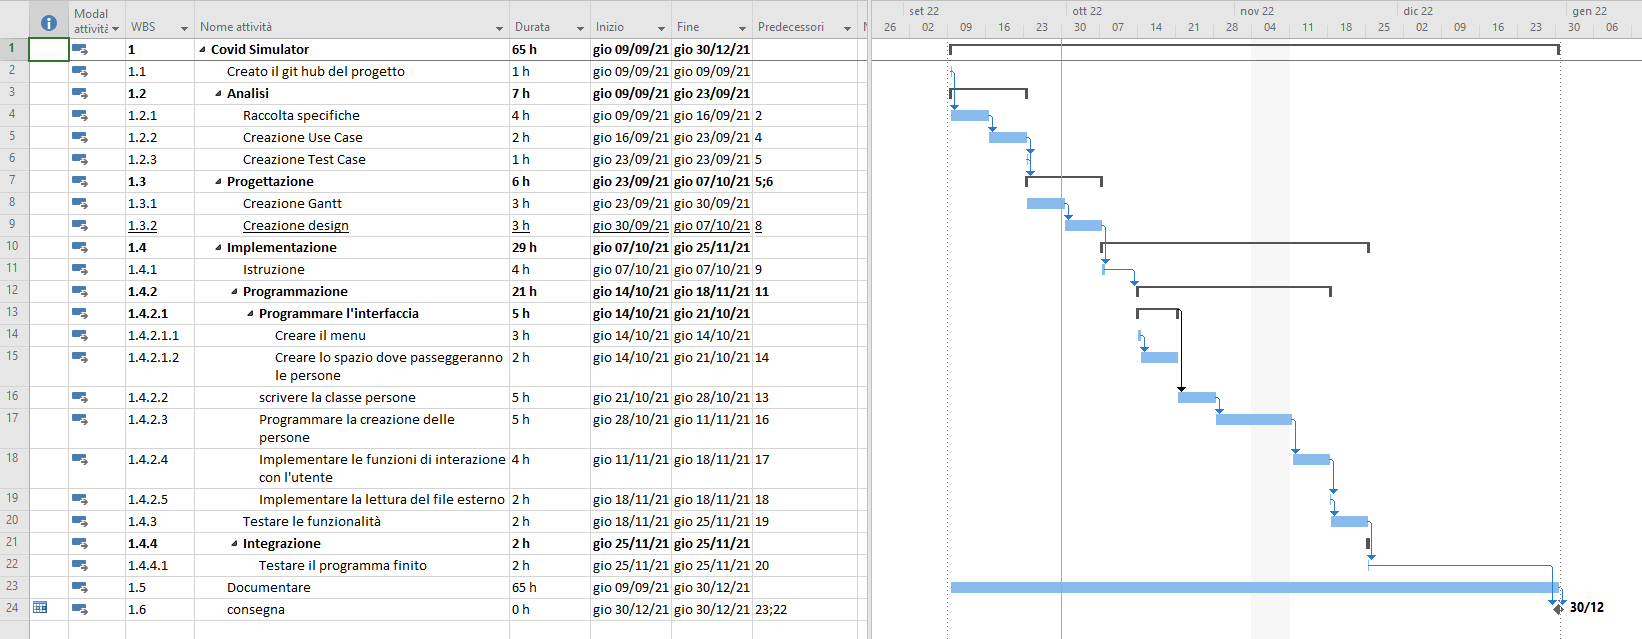 Modal attività WBS Nome attività Durata Inizio Fine Predecessori
set 22 ott 22 nov 22 dic 22 gen 22
26 02 09 16 23 30 07 14 21 28 04 11 18 25 02 09 16 23 30 06
1 1 Covid Simulator 65 h gio 09/09/21 gio 30/12/21
2 1.1 Creato il git hub del progetto 1 h gio 09/09/21 gio 09/09/21
3 1.2 Analisi 7 h gio 09/09/21 gio 23/09/21
4 1.2.1 Raccolta specifiche 4 h gio 09/09/21 gio 16/09/21 2
5 1.2.2 Creazione Use Case 2 h gio 16/09/21 gio 23/09/21 4
6 1.2.3 Creazione Test Case 1 h gio 23/09/21 gio 23/09/21 5
7 1.3 Progettazione 6 h gio 23/09/21 gio 07/10/21 5;6
8 1.3.1 Creazione Gantt 3 h gio 23/09/21 gio 30/09/21
9 1.3.2 Creazione design 3 h gio 30/09/21 gio 07/10/21 8
10 1.4 Implementazione 29 h gio 07/10/21 gio 25/11/21
11 1.4.1 Istruzione 4 h gio 07/10/21 gio 07/10/21 9
12 1.4.2 Programmazione 21 h gio 14/10/21 gio 18/11/21 11
13 1.4.2.1 Programmare l'interfaccia 5 h gio 14/10/21 gio 21/10/21
14 1.4.2.1.1 Creare il menu 3 h gio 14/10/21 gio 14/10/21
15 1.4.2.1.2 Creare lo spazio dove passeggeranno 2 h gio 14/10/21 gio 21/10/21 14
le persone
16 1.4.2.2 scrivere la classe persone 5 h gio 21/10/21 gio 28/10/21 13
17 1.4.2.3 Programmare la creazione delle 5 h gio 28/10/21 gio 11/11/21 16
persone
18 1.4.2.4 Implementare le funzioni di interazione 4 h gio 11/11/21 gio 18/11/21 17
con l'utente
19 1.4.2.5 Implementare la lettura del file esterno 2 h gio 18/11/21 gio 18/11/21 18
20 1.4.3 Testare le funzionalità 2 h gio 18/11/21 gio 25/11/21 19
21 1.4.4 Integrazione 2 h gio 25/11/21 gio 25/11/21
22 1.4.4.1 Testare il programma finito 2 h gio 25/11/21 gio 25/11/21 20
23 1.5 Documentare 65 h gio 09/09/21 gio 30/12/21
24 1.6 consegna 0 h gio 30/12/21 gio 30/12/21 23;22 30/12